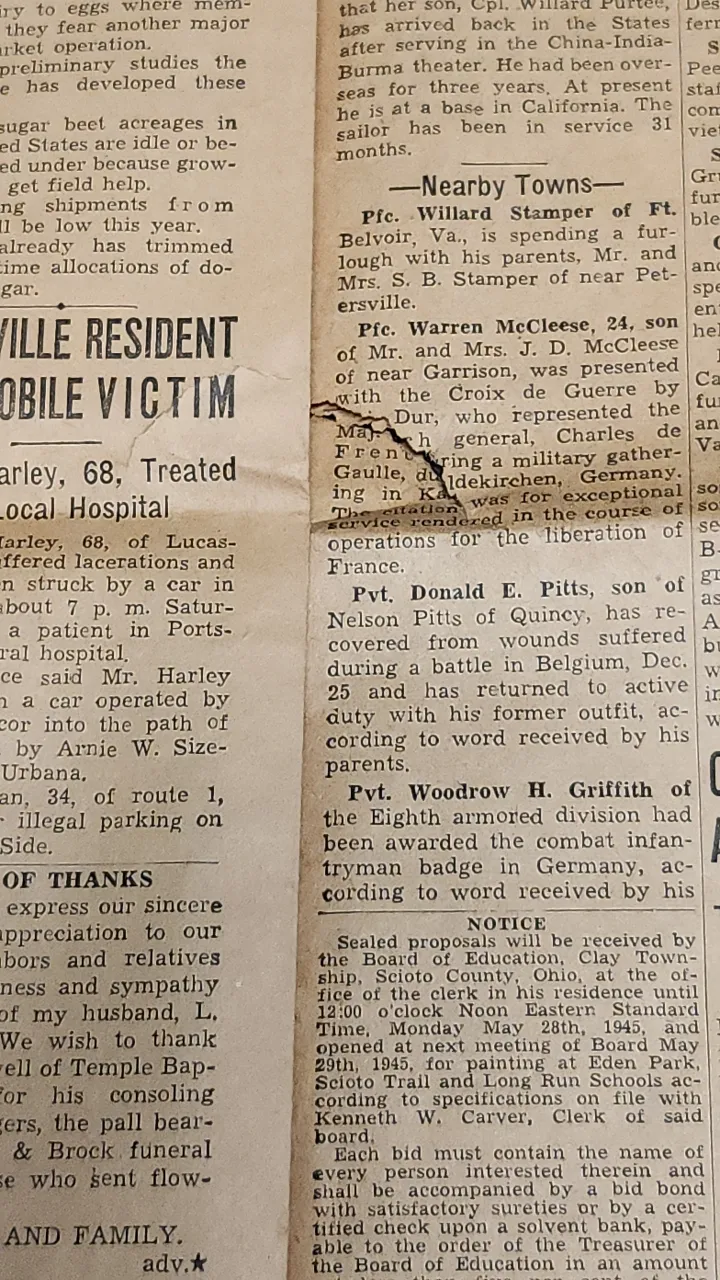 iry to eggs where mem-
they fear another major
arket operation.
preliminary studies the
e has developed these
sugar beet acreages in
ed States are idle or be-
ed under because grow-
get field help.
ng shipments from
ll be low this year.
already has trimmed
time allocations of do-
gar.
VILLE RESIDENT
OBILE VICTIM
arley, 68, Treated
Local Hospital
Harley, 68, of Lucas-
uffered lacerations and
n struck by a car in
about 7 p. m. Satur-
a patient in Ports-
ral hospital.
ce said Mr. Harley
n a car operated by
cor into the path of
by Arnie W. Size-
Urbana.
an, 34, of route 1,
illegal parking on
Side.
OF THANKS
express our sincere
appreciation to our
hbors and relatives
ness and sympathy
of my husband, L.
We wish to thank
vell of Temple Bap-
for his consoling
gers, the pall bear-
& Brock funeral
se who sent flow-
AND FAMILY.
adv.★
that her son, Cpl. Willard Purtee,
has arrived back in the States
after serving in the China-India-
Burma theater. He had been over-
seas for three years. At present
he is at a base in California. The
sailor has been in service 31
months.
—Nearby Towns—
Pfc. Willard Stamper of Ft.
Belvoir, Va., is spending a fur-
lough with his parents, Mr. and
Mrs. S. B. Stamper of near Pet-
ersville.
Pfc. Warren McCleese, 24, son
of Mr. and Mrs. J. D. McCleese
of near Garrison, was presented
with the Croix de Guerre by
Maj. Dur, who represented the
Fren ch general, Charles de
Gaulle, during a military gather-
ing in Ka ldekirchen, Germany.
The citation was for exceptional
service rendered in the course of
operations for the liberation of
France.
Pvt. Donald E. Pitts, son of
Nelson Pitts of Quincy, has re-
covered from wounds suffered
during a battle in Belgium, Dec.
25 and has returned to active
duty with his former outfit, ac-
cording to word received by his
parents.
Pvt. Woodrow H. Griffith of
the Eighth armored division had
been awarded the combat infan-
tryman badge in Germany, ac-
cording to word received by his
NOTICE
Sealed proposals will be received by
the Board of Education, Clay Town-
ship, Scioto County, Ohio, at the of-
fice of the clerk in his residence until
12:00 o'clock Noon Eastern Standard
Time, Monday May 28th, 1945, and
opened at next meeting of Board May
29th, 1945, for painting at Eden Park,
Scioto Trail and Long Run Schools ac-
cording to specifications on file with
Kenneth W. Carver, Clerk of said
board.
Each bid must contain the name of
every person interested therein and
shall be accompanied by a bid bond
with satisfactory sureties or by a cer-
tified check upon a solvent bank, pay-
able to the order of the Treasurer of
the Board of Education in an amount